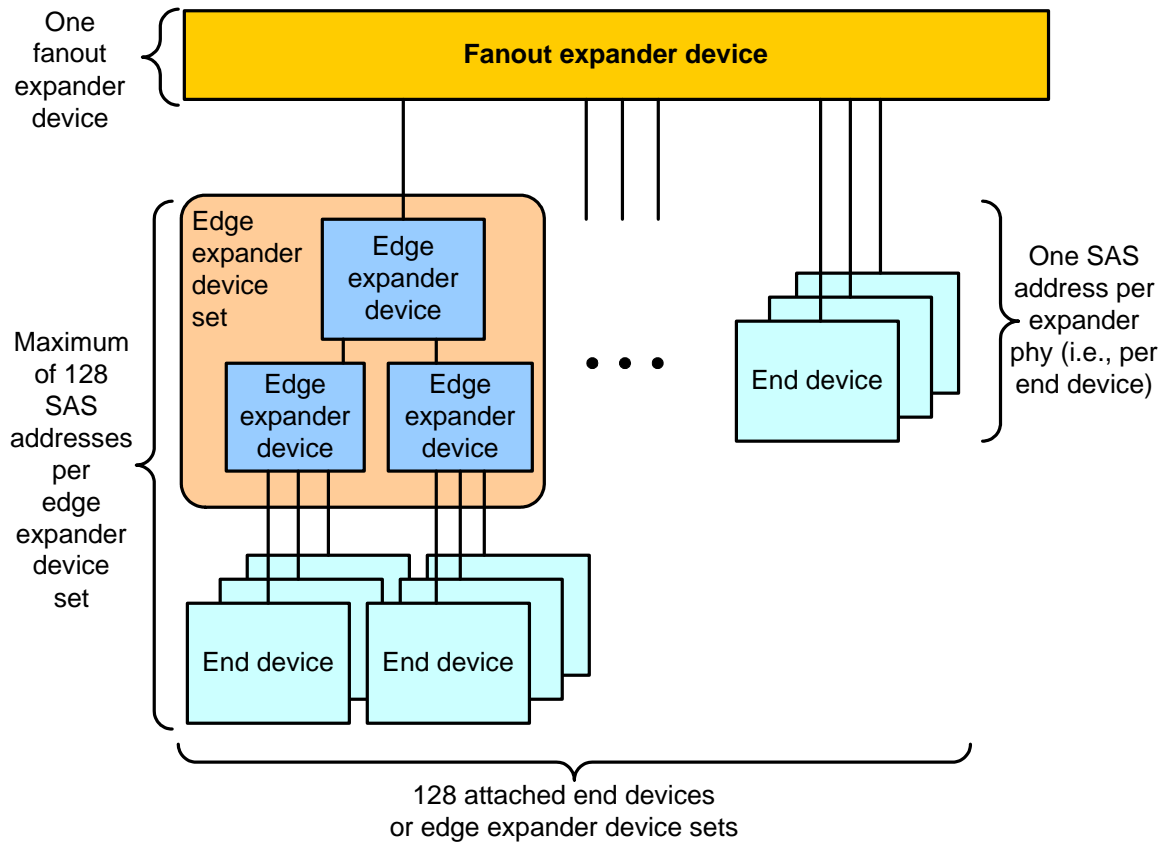 One
fanout
expander
device
Fanout expander device
Edge
expander
device
set
Edge
expander
device
Edge
expander
device
Edge
expander
device
Maximum
of 128
SAS
addresses
per
edge
expander
device
set
End device
End device
• • •
End device
One SAS
address per
expander
phy (i.e., per
end device)
128 attached end devices
or edge expander device sets